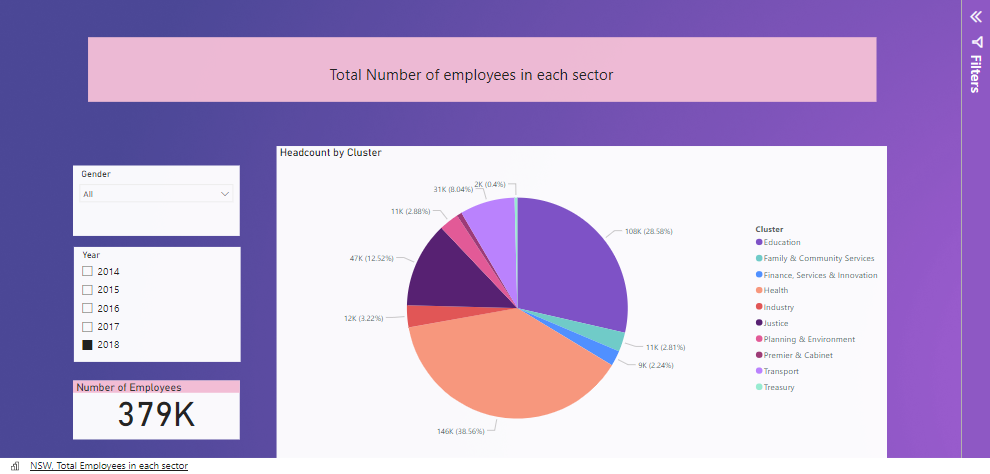 Total Number of employees in each sector
Filters
Gender
All
Year
2014
2015
2016
2017
2018
Number of Employees
379K
Headcount by Cluster
2K (0.4%)
31K (8.04%)
11K (2.88%)
47K (12.52%)
12K (3.22%)
146K (38.56%)
108K (28.58%)
11K (2.81%)
9K (2.24%)
Cluster
Education
Family & Community Services
Finance, Services & Innovation
Health
Industry
Justice
Planning & Environment
Premier & Cabinet
Transport
Treasury
NSW, Total Employees in each sector